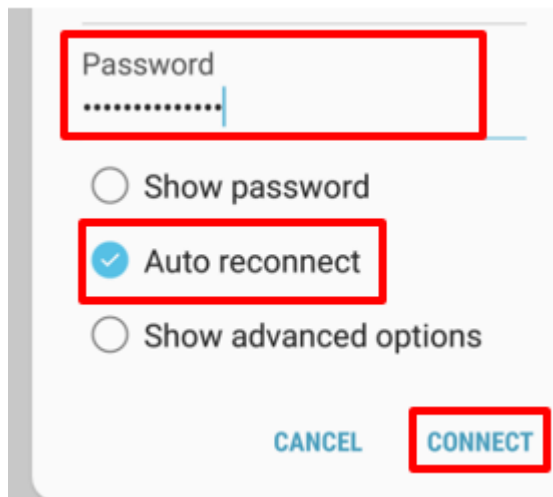 Password
••••••••••••••
Show password
Auto reconnect
Show advanced options
CANCEL CONNECT